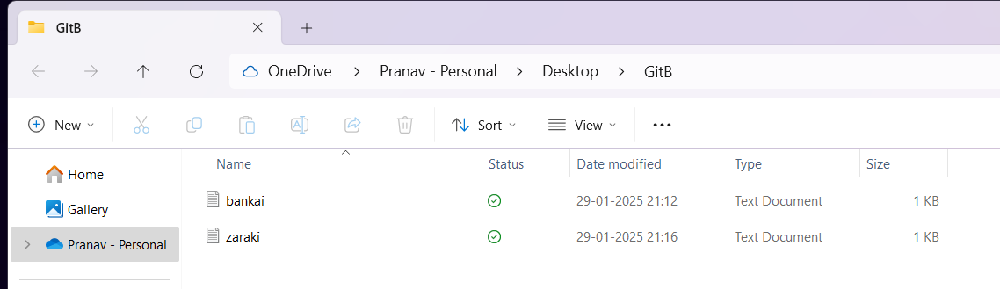 GitB
OneDrive > Pranav - Personal > Desktop > GitB
New Sort View
Name Status Date modified Type Size
Home
Gallery
Pranav - Personal
bankai 29-01-2025 21:12 Text Document 1 KB
zaraki 29-01-2025 21:16 Text Document 1 KB